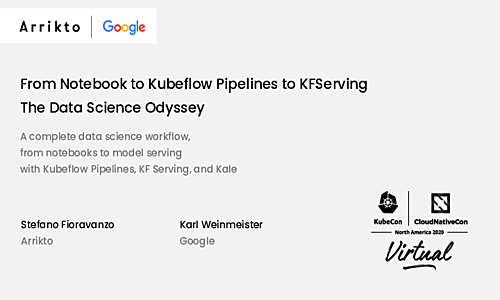 Arrikto Google
From Notebook to Kubeflow Pipelines to KFServing
The Data Science Odyssey
A complete data science workflow,
from notebooks to model serving
with Kubeflow Pipelines, KF Serving, and Kale
Stefano Fioravanzo
Arrikto
Karl Weinmeister
Google
KubeCon CloudNativeCon
North America 2020
Virtual